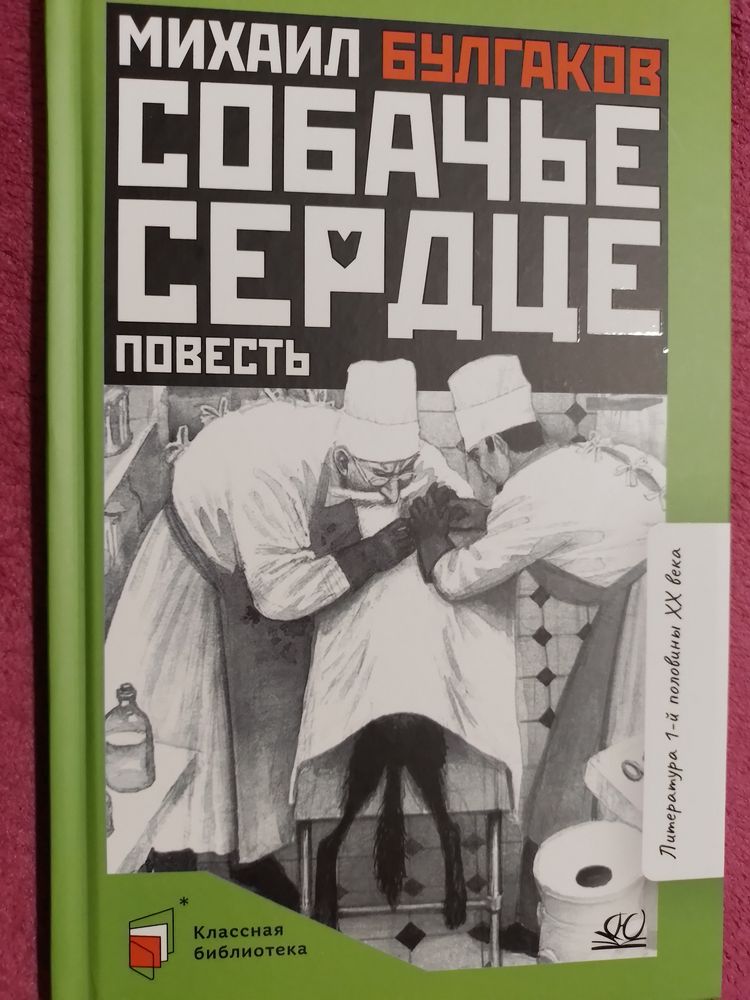 МИХАИЛ БУЛГАКОВ
СОБАЧЬЕ
СЕРДЦЕ
ПОВЕСТЬ
Литература 1-й половины XX века
*
Классная
библиотека